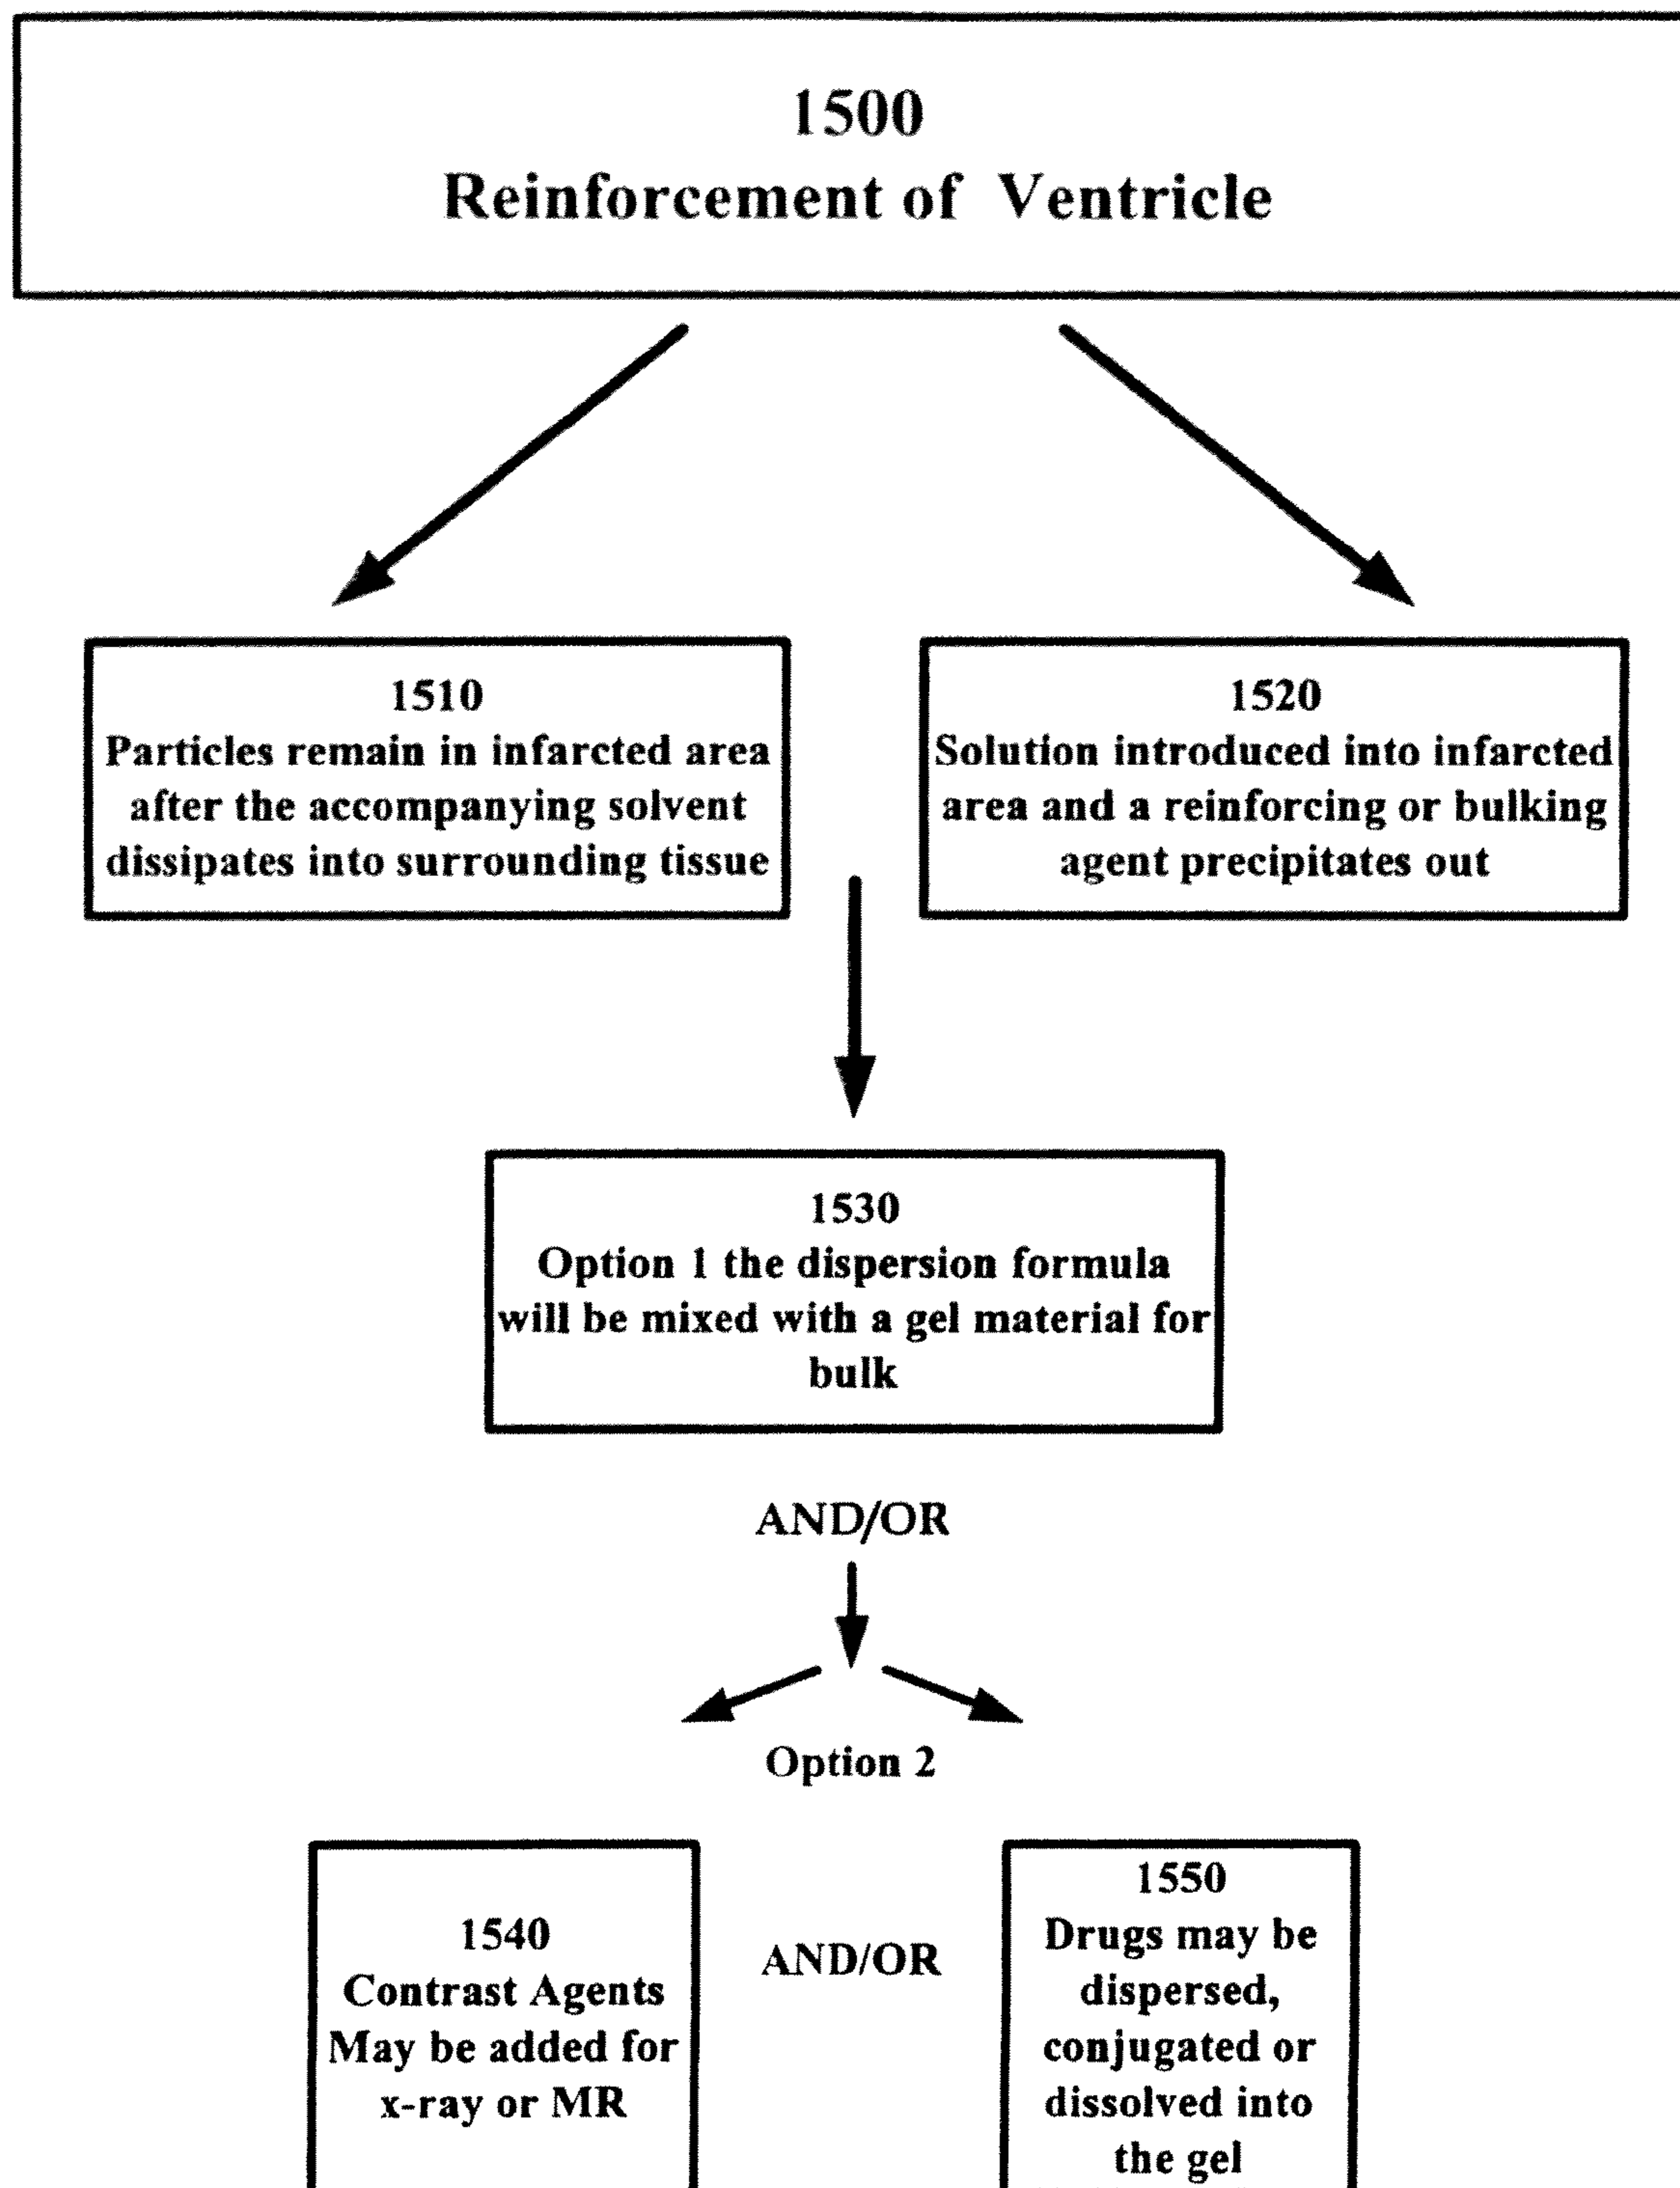 1500
Reinforcement of Ventricle
1510
Particles remain in infarcted area
after the accompanying solvent
dissipates into surrounding tissue
1520
Solution introduced into infarcted
area and a reinforcing or bulking
agent precipitates out
1530
Option 1 the dispersion formula
will be mixed with a gel material for
bulk
AND/OR
Option 2
1540
Contrast Agents
May be added for
x-ray or MR
AND/OR
1550
Drugs may be
dispersed,
conjugated or
dissolved into
the gel